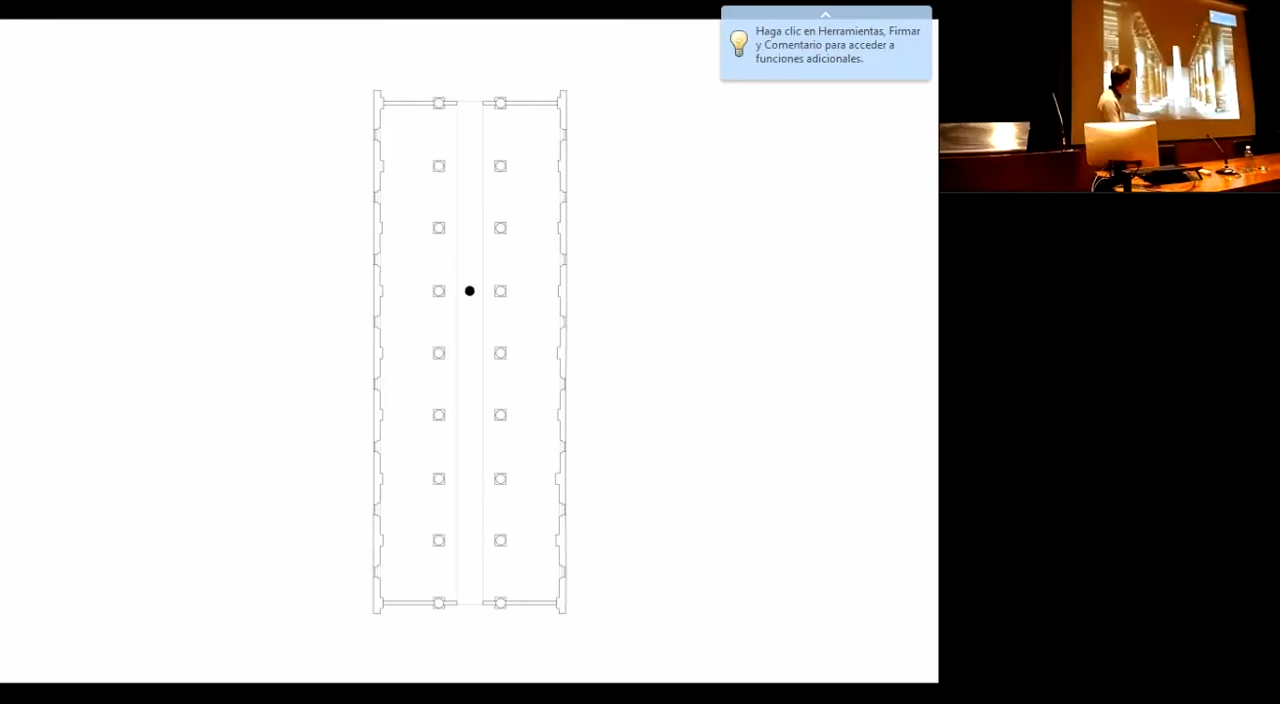 Haga clic en Herramientas, Firmar
y Comentario para acceder a
funciones adicionales.